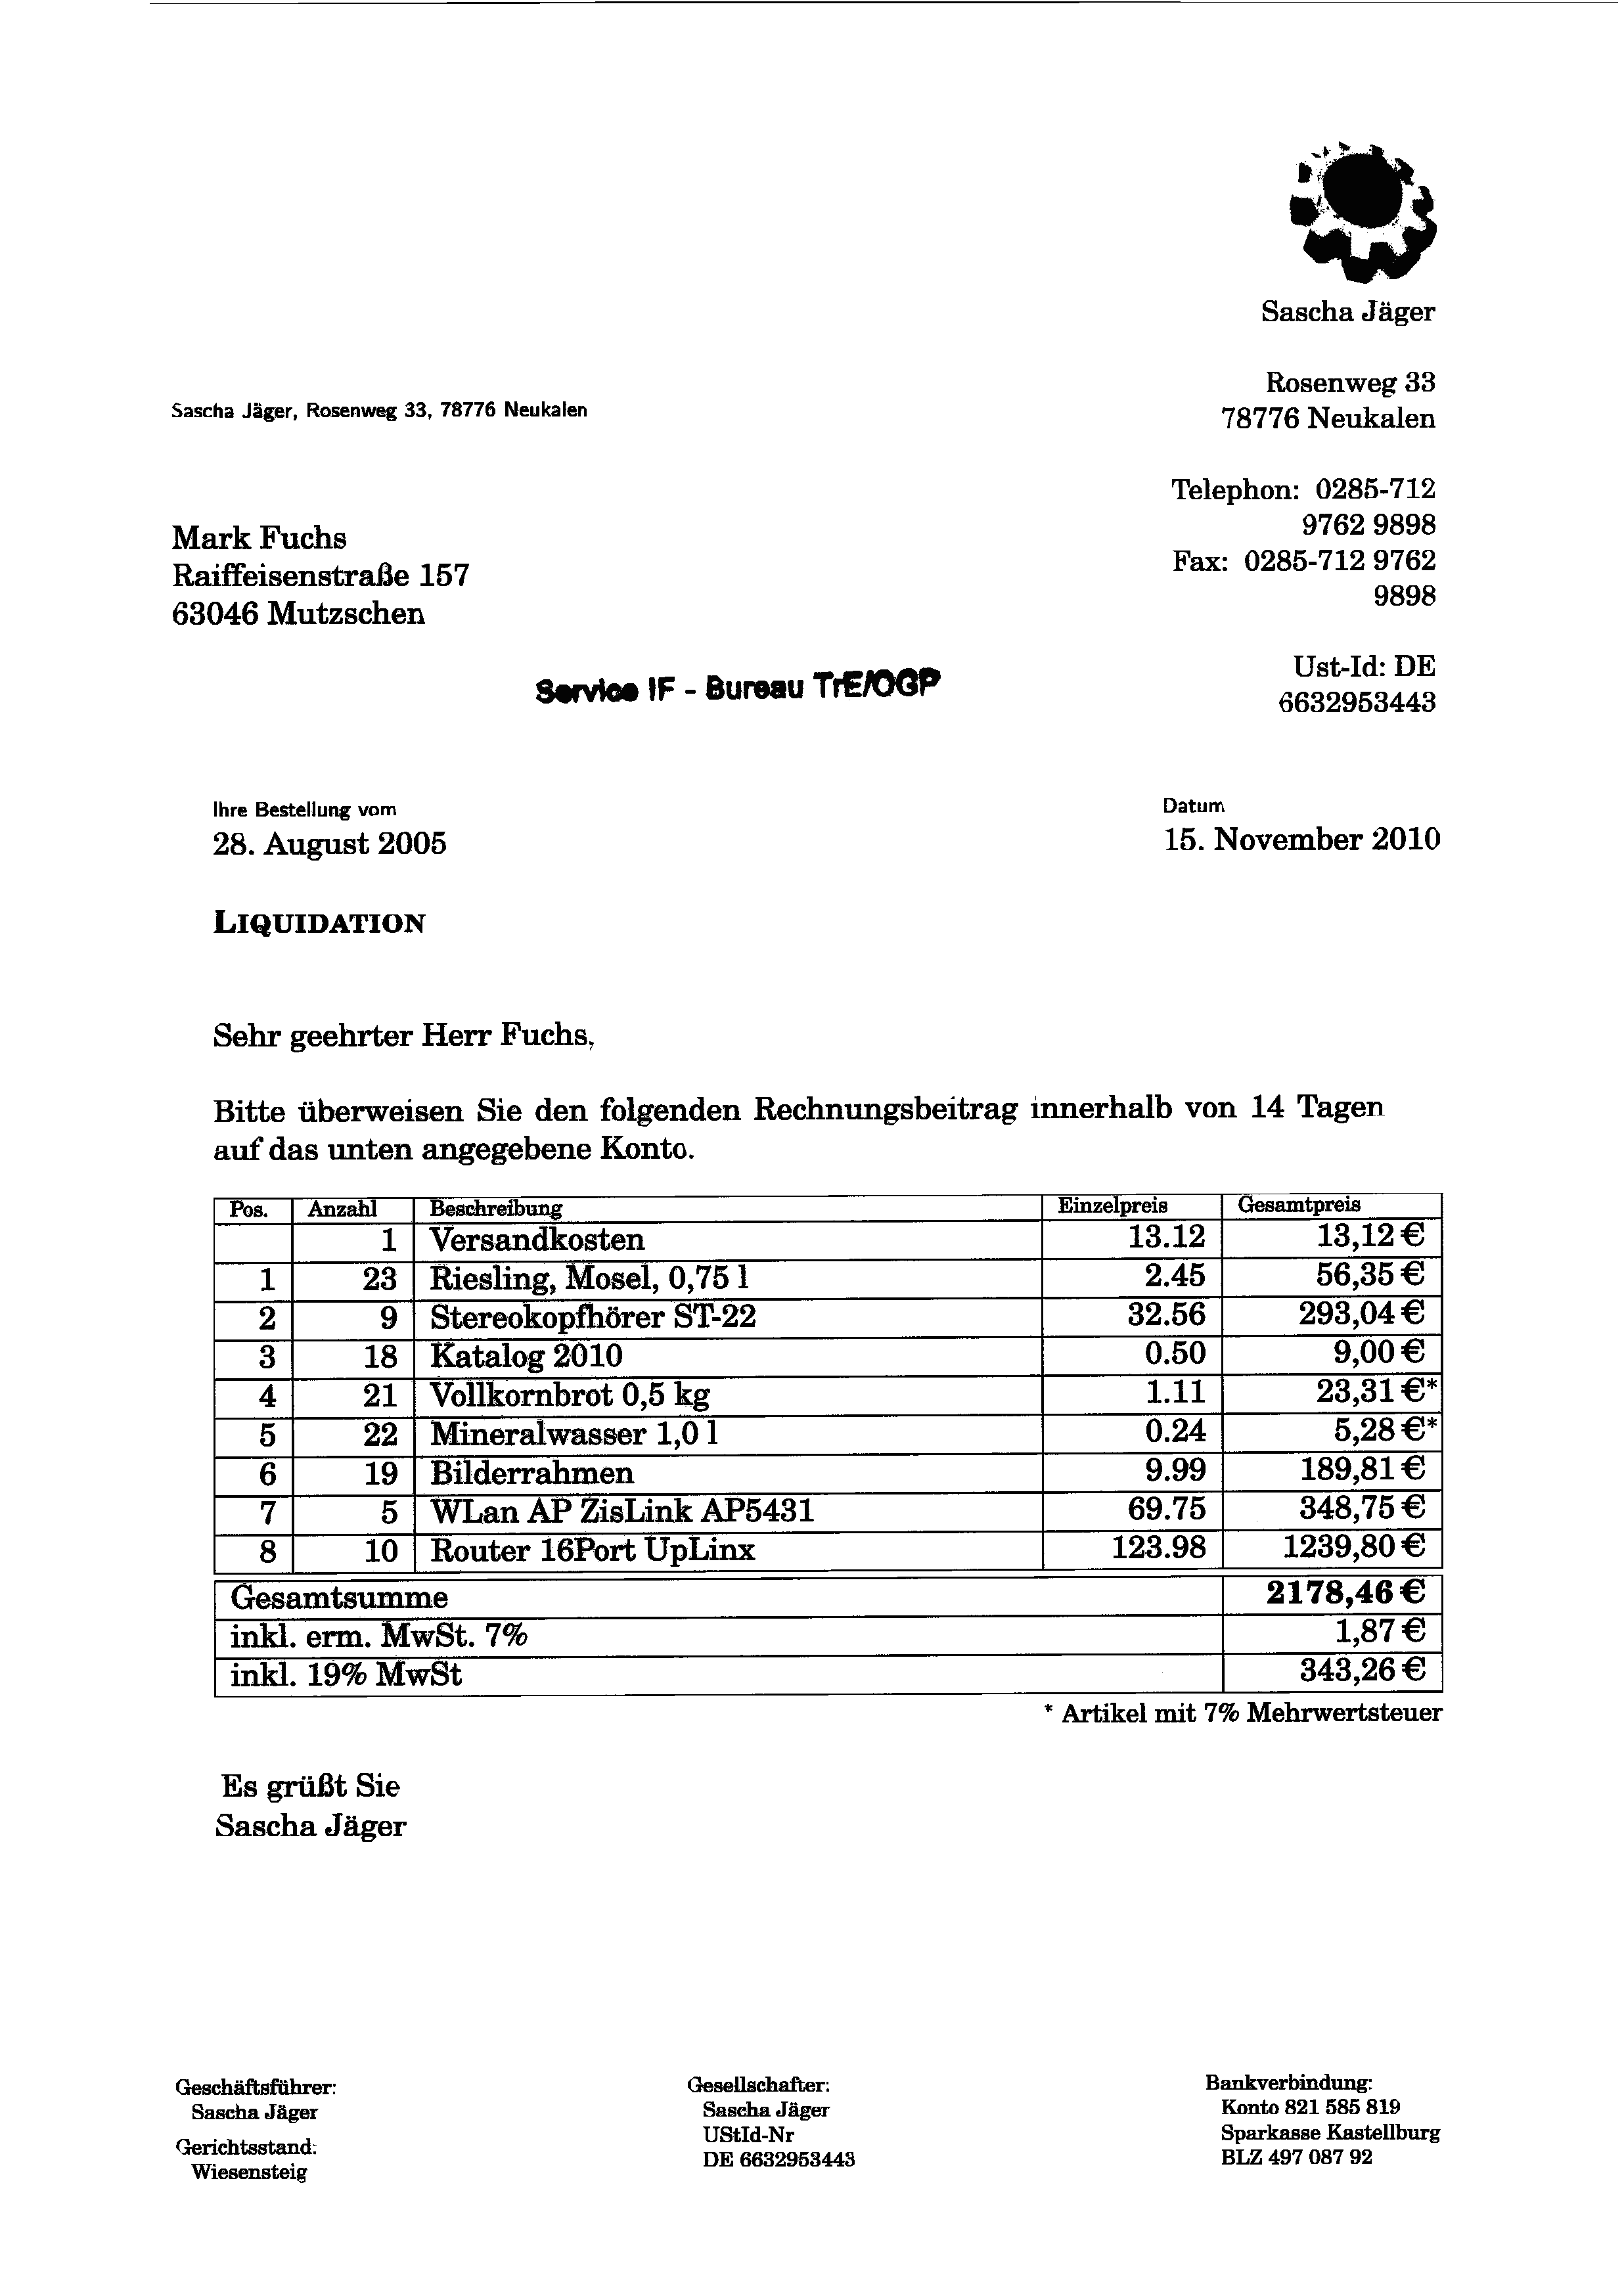 Sascha Jäger
Rosenweg 33
78776 Neukalen
Sascha Jäger, Rosenweg 33, 78776 Neukalen
Telephon: 0285-712
9762 9898
Fax: 0285-712 9762
9898
Mark Fuchs
Raiffeisenstraße 157
63046 Mutzschen
Ust-Id: DE
6632953443
Service IF - Bureau TrE/OGP
Ihre Bestellung vom
28. August 2005
Datum
15. November 2010
LIQUIDATION
Sehr geehrter Herr Fuchs,
Bitte überweisen Sie den folgenden Rechnungsbeitrag innerhalb von 14 Tagen
auf das unten angegebene Konto.
Pos. Anzahl Beschreibung Einzelpreis Gesamtpreis
1 Versandkosten 13.12 13,12 €
1 23 Riesling, Mosel, 0,75 l 2.45 56,35 €
2 9 Stereokopfhörer ST-22 32.56 293,04 €
3 18 Katalog 2010 0.50 9,00 €
4 21 Vollkornbrot 0,5 kg 1.11 23,31 €*
5 22 Mineralwasser 1,0 l 0.24 5,28 €*
6 19 Bilderrahmen 9.99 189,81 €
7 5 WLan AP ZisLink AP5431 69.75 348,75 €
8 10 Router 16Port UpLinx 123.98 1239,80 €
Gesamtsumme 2178,46 €
inkl. erm. MwSt. 7% 1,87 €
inkl. 19% MwSt 343,26 €
* Artikel mit 7% Mehrwertsteuer
Es grüßt Sie
Sascha Jäger
Geschäftsführer:
Sascha Jäger
Gerichtsstand:
Wiesensteig
Gesellschafter:
Sascha Jäger
UStId-Nr
DE 6632953443
Bankverbindung:
Konto 821 585 819
Sparkasse Kastellburg
BLZ 497 087 92